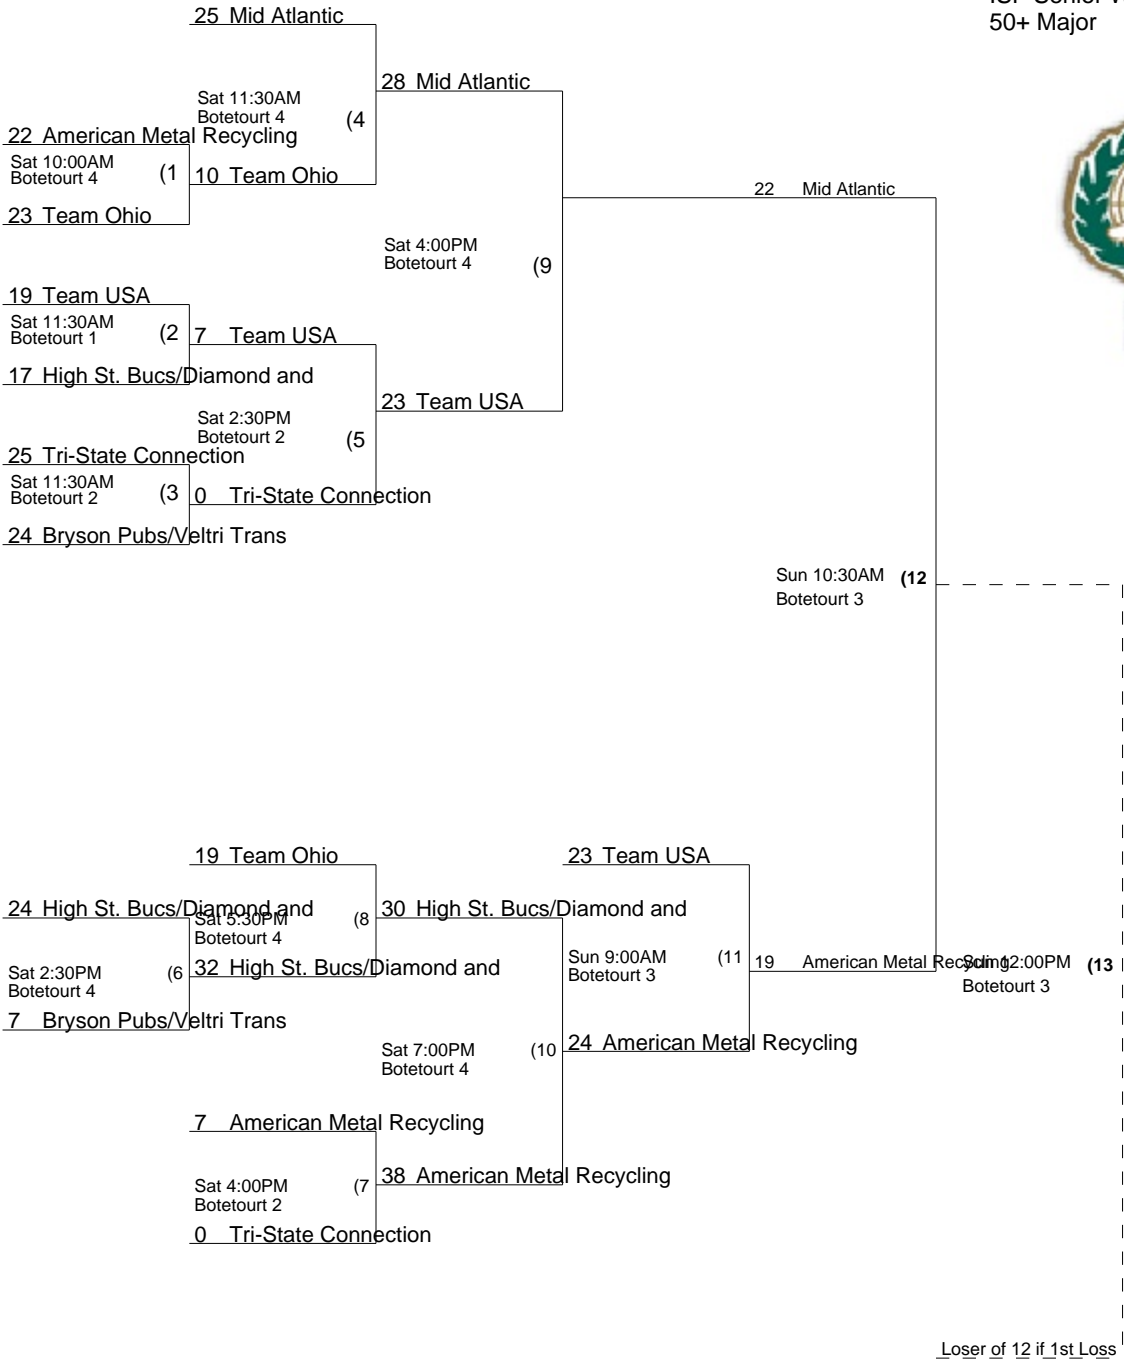 50+ Major
25 Mid Atlantic
28 Mid Atlantic
Sat 11:30AM
Botetourt 4 (4
22 American Metal Recycling
Sat 10:00AM
Botetourt 4 (1
10 Team Ohio
23 Team Ohio
22 Mid Atlantic
Sat 4:00PM
Botetourt 4 (9
19 Team USA
Sat 11:30AM
Botetourt 1 (2
7 Team USA
17 High St. Bucs/Diamond and
23 Team USA
Sat 2:30PM
Botetourt 2 (5
25 Tri-State Connection
Sat 11:30AM
Botetourt 2 (3
0 Tri-State Connection
24 Bryson Pubs/Veltri Trans
Sun 10:30AM (12
Botetourt 3
19 Team Ohio
23 Team USA
24 High St. Bucs/Diamond and
Sat 5:30PM (8
Botetourt 4
30 High St. Bucs/Diamond and
32 High St. Bucs/Diamond and
Sat 2:30PM (6
Botetourt 4
7 Bryson Pubs/Veltri Trans
Sun 9:00AM (11
Botetourt 3
19 American Metal Recycling
Sun 12:00PM (13
Botetourt 3
Sat 7:00PM (10
Botetourt 4
24 American Metal Recycling
7 American Metal Recycling
Sat 4:00PM (7
Botetourt 2
38 American Metal Recycling
0 Tri-State Connection
Loser of 12 if 1st Loss